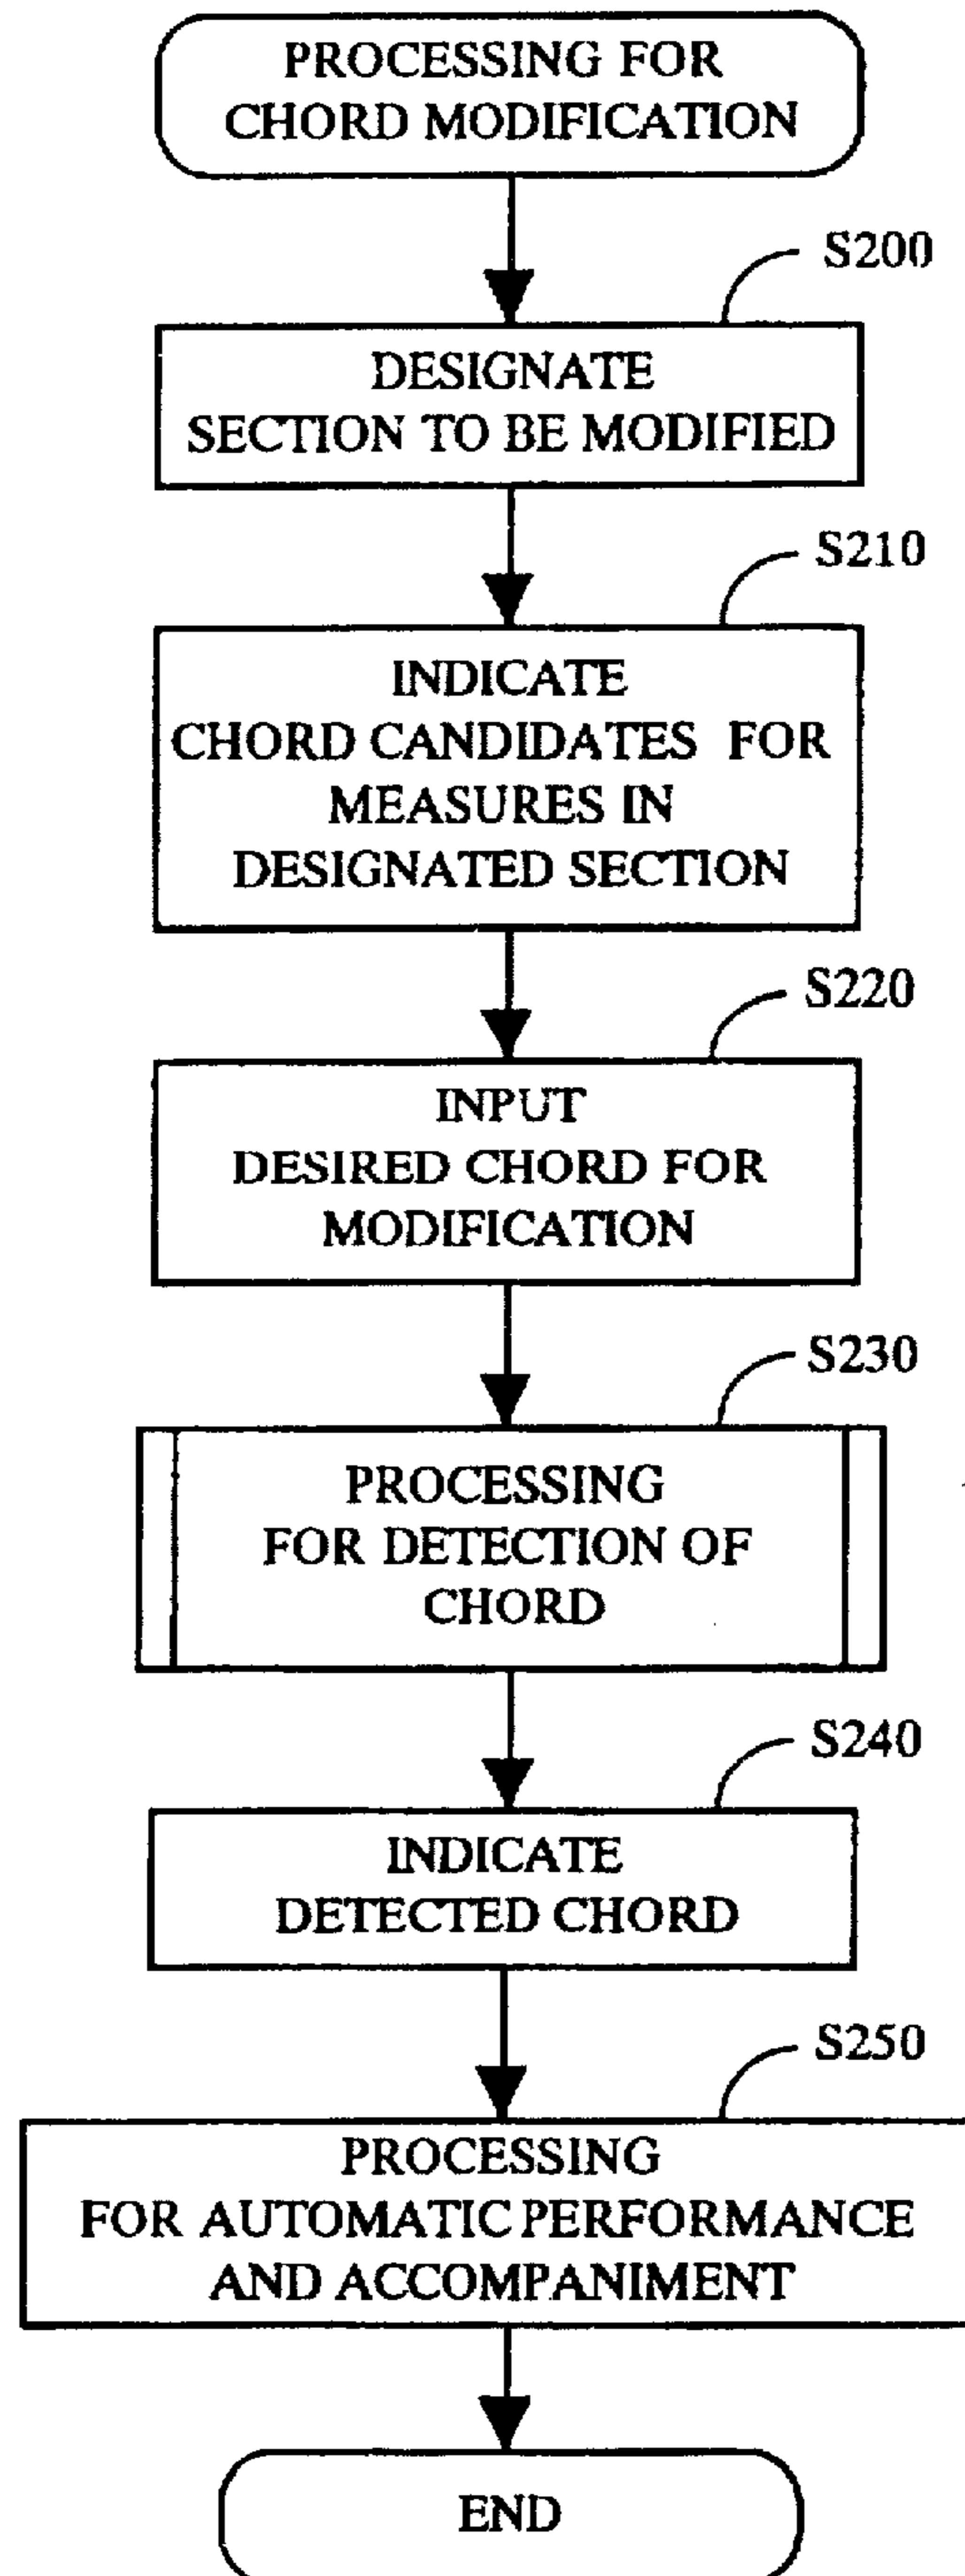 PROCESSING FOR
CHORD MODIFICATION
S200
DESIGNATE
SECTION TO BE MODIFIED
S210
INDICATE
CHORD CANDIDATES FOR
MEASURES IN
DESIGNATED SECTION
S220
INPUT
DESIRED CHORD FOR
MODIFICATION
S230
PROCESSING
FOR DETECTION OF
CHORD
S240
INDICATE
DETECTED CHORD
S250
PROCESSING
FOR AUTOMATIC PERFORMANCE
AND ACCOMPANIMENT
END